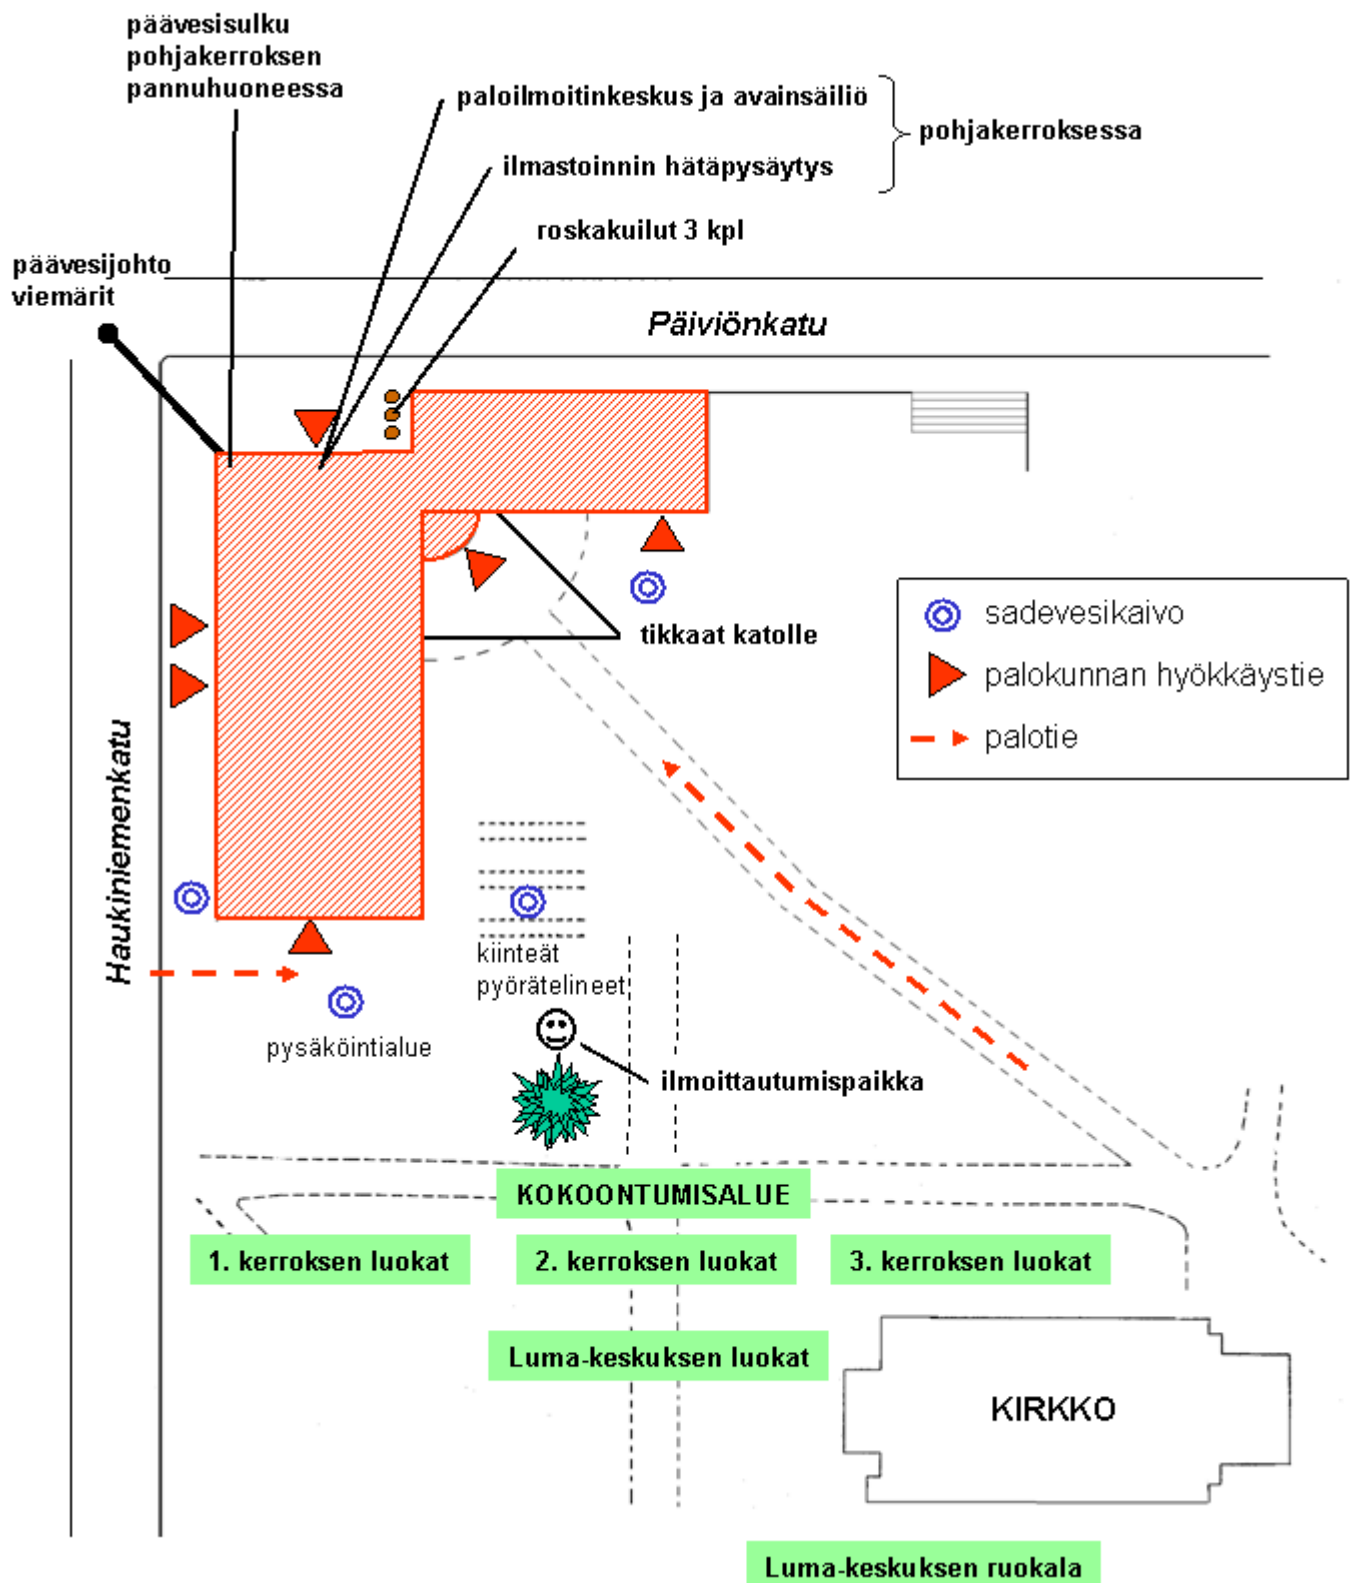 päävesisulku
pohjakerroksen
pannuhuoneessa
paloilmoitinkeskus ja avainsäiliö
pohjakerroksessa
ilmastoinnin hätäpysäytys
roskakuilut 3 kpl
päävesijohto
viemärit
Päiviönkatu
sadevesikaivo
tikkaat katolle
palokunnan hyökkäystie
palotie
Haukiniemenkatu
kiinteät
pyörätelineet
pysäköintialue
ilmoittautumispaikka
KOKOONTUMISALUE
1. kerroksen luokat
2. kerroksen luokat
3. kerroksen luokat
Luma-keskuksen luokat
KIRKKO
Luma-keskuksen ruokala